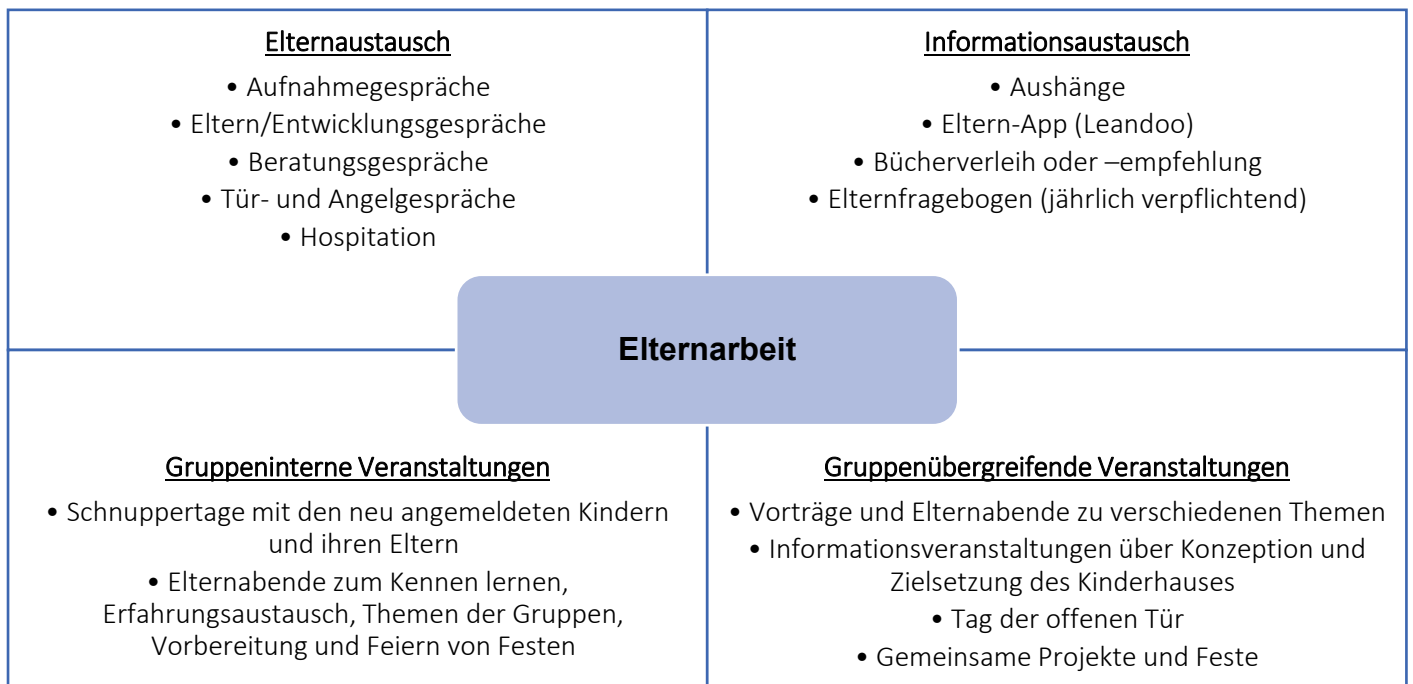 Elternaustausch
• Aufnahmegespräche
• Eltern/Entwicklungsgespräche
• Beratungsgespräche
• Tür- und Angelgespräche
• Hospitation
Informationsaustausch
• Aushänge
• Eltern-App (Leandoo)
• Bücherverleih oder –empfehlung
• Elternfragebogen (jährlich verpflichtend)
Elternarbeit
Gruppeninterne Veranstaltungen
• Schnuppertage mit den neu angemeldeten Kindern
und ihren Eltern
• Elternabende zum Kennen lernen,
Erfahrungsaustausch, Themen der Gruppen,
Vorbereitung und Feiern von Festen
Gruppenübergreifende Veranstaltungen
• Vorträge und Elternabende zu verschiedenen Themen
• Informationsveranstaltungen über Konzeption und
Zielsetzung des Kinderhauses
• Tag der offenen Tür
• Gemeinsame Projekte und Feste